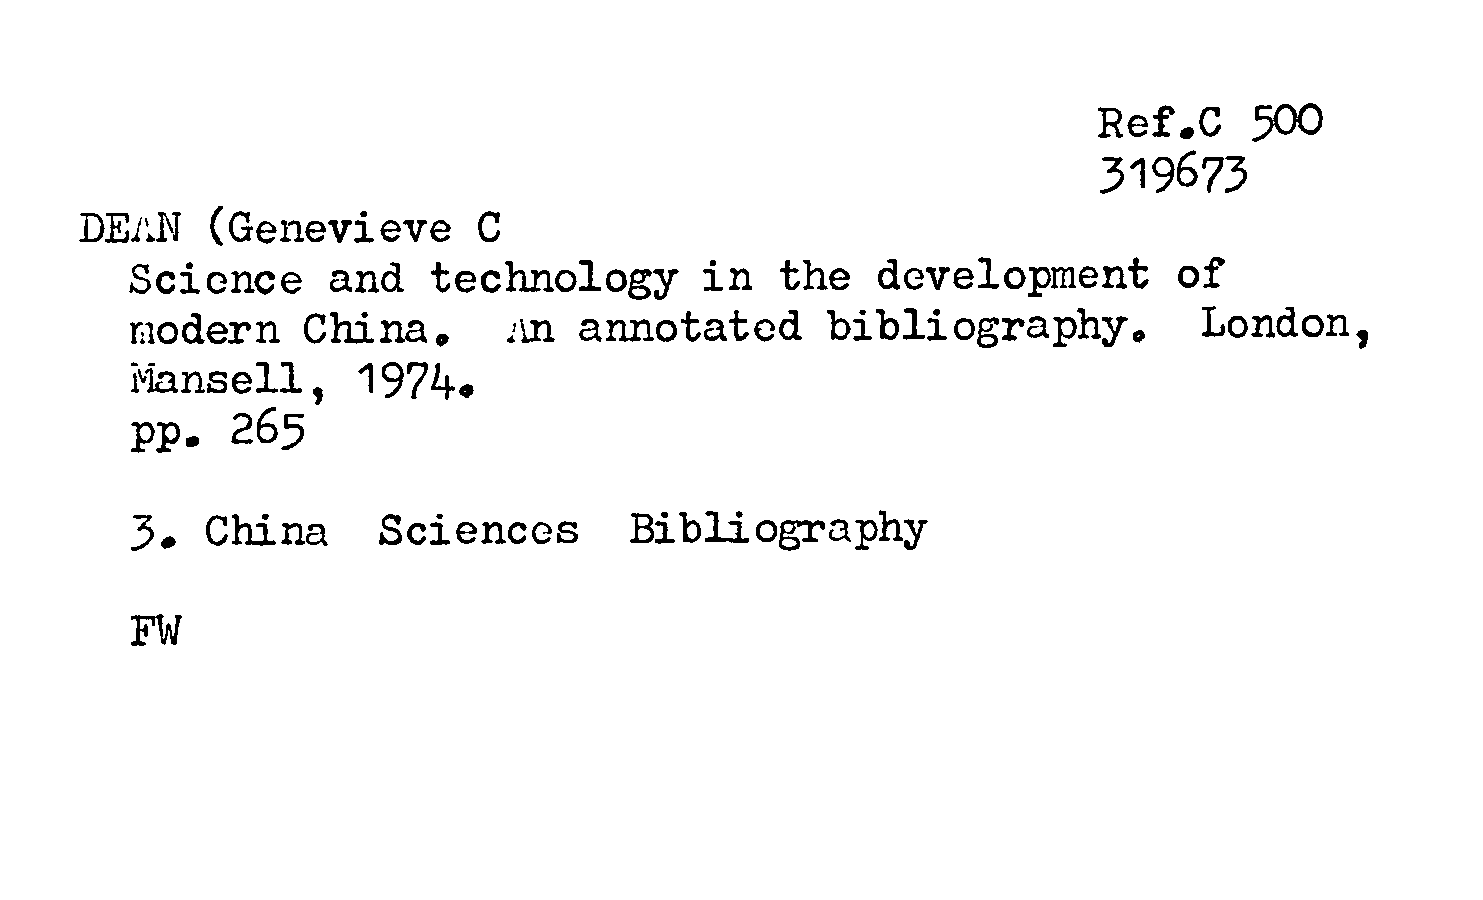 Ref.C 500
319673
DEAN (Genevieve C
Science and technology in the development of
modern China. An annotated bibliography. London,
Mansell, 1974.
pp. 265
3. China Sciences Bibliography
FW